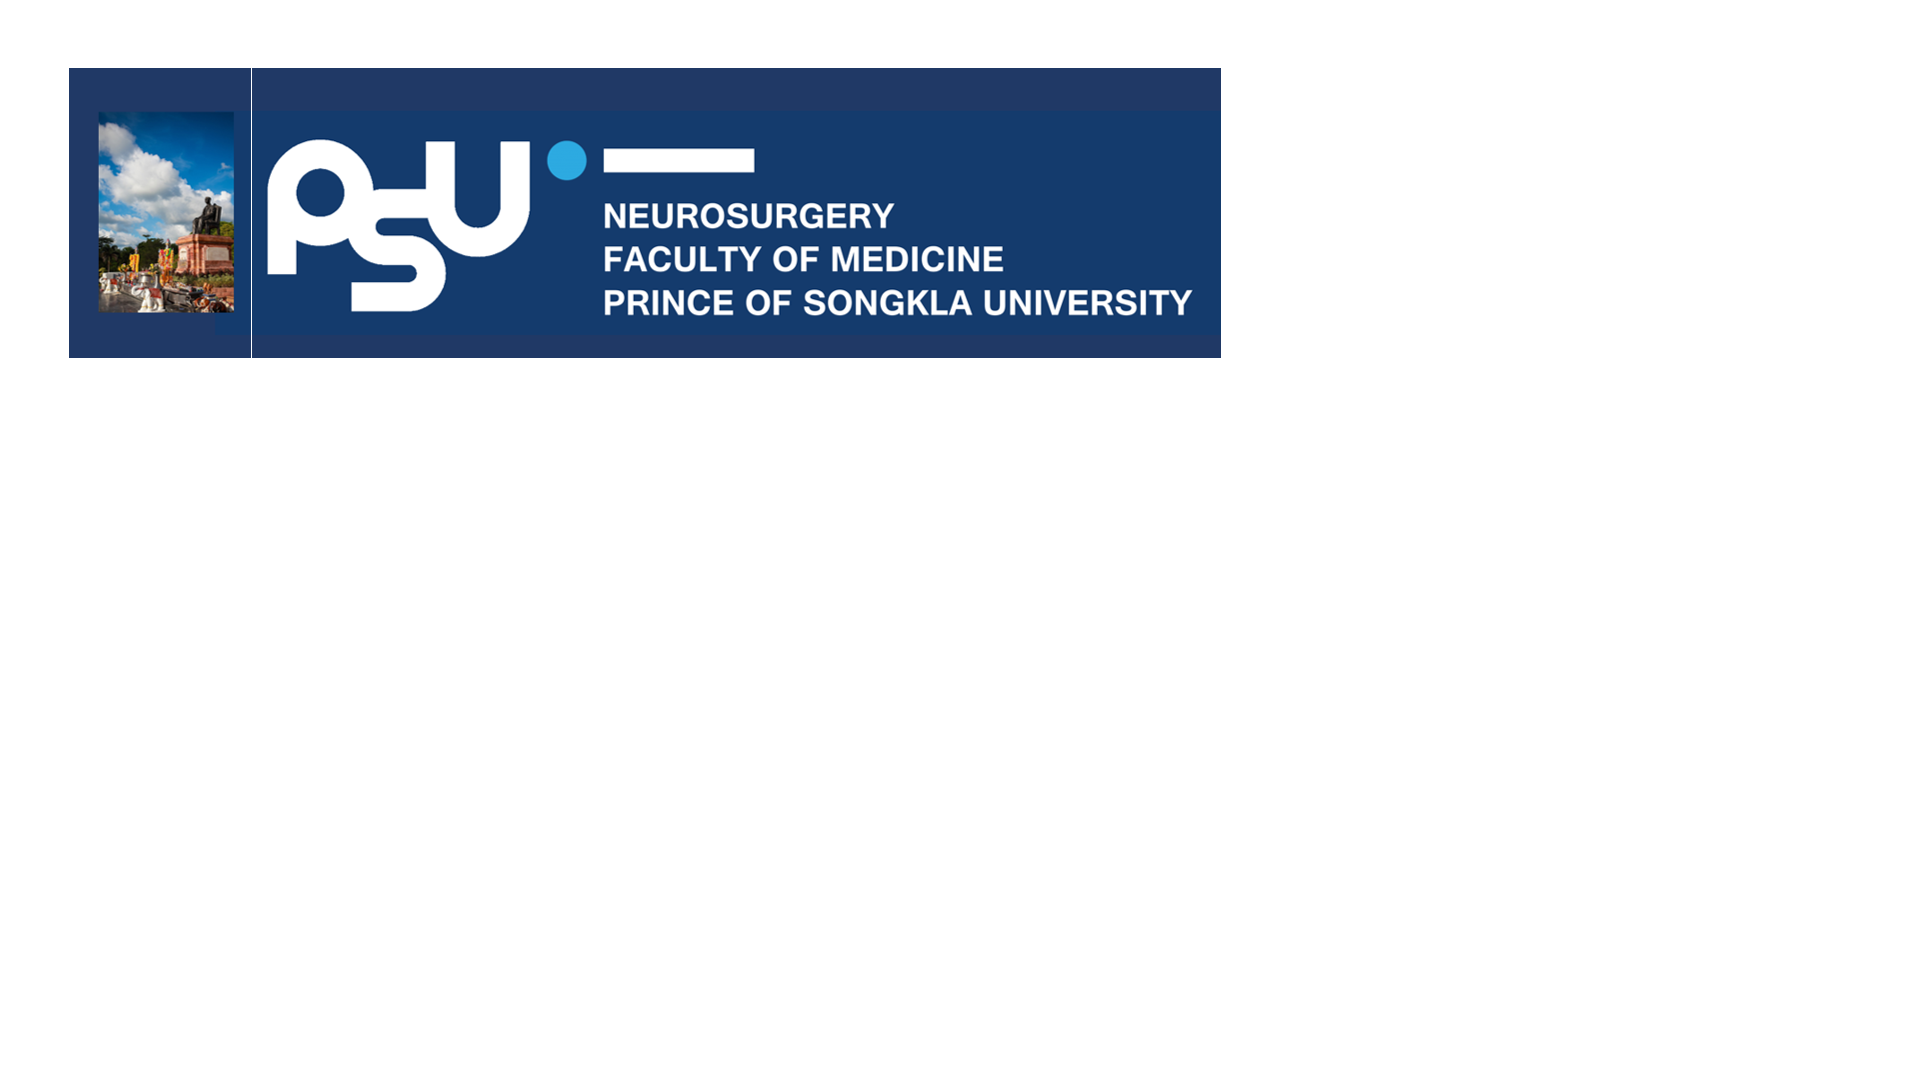 PSU
NEUROSURGERY
FACULTY OF MEDICINE
PRINCE OF SONGKLA UNIVERSITY